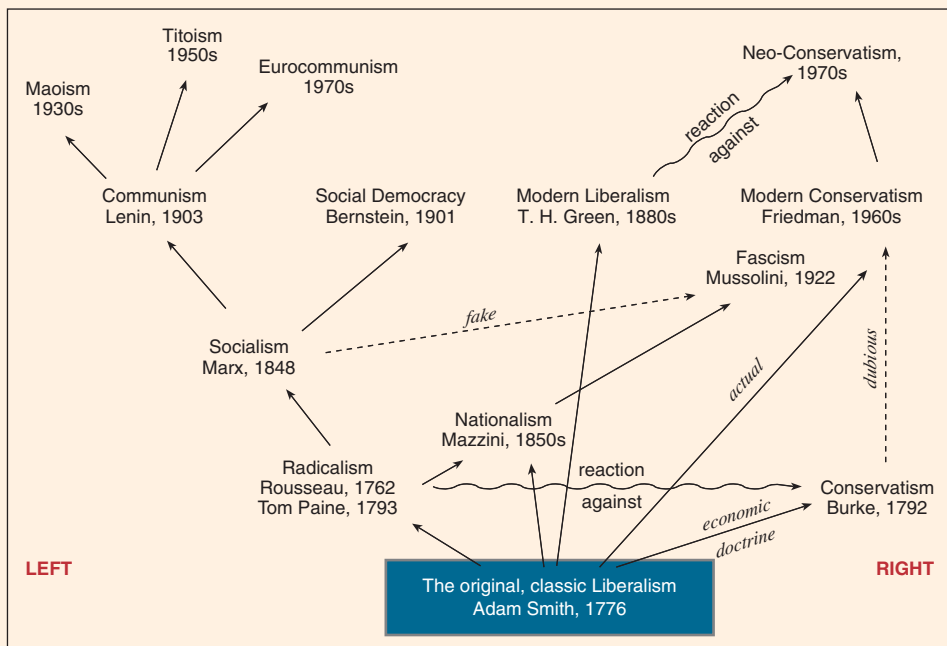 Titoism
1950s
Neo-Conservatism,
1970s
Eurocommunism
1970s
Maoism
1930s
reaction
against
Communism
Lenin, 1903
Social Democracy
Bernstein, 1901
Modern Liberalism
T. H. Green, 1880s
Modern Conservatism
Friedman, 1960s
Fascism
Mussolini, 1922
fake
Socialism
Marx, 1848
actual
dubious
Nationalism
Mazzini, 1850s
Radicalism
Rousseau, 1762
Tom Paine, 1793
reaction
against
Conservatism
Burke, 1792
economic
doctrine
LEFT
RIGHT
The original, classic Liberalism
Adam Smith, 1776